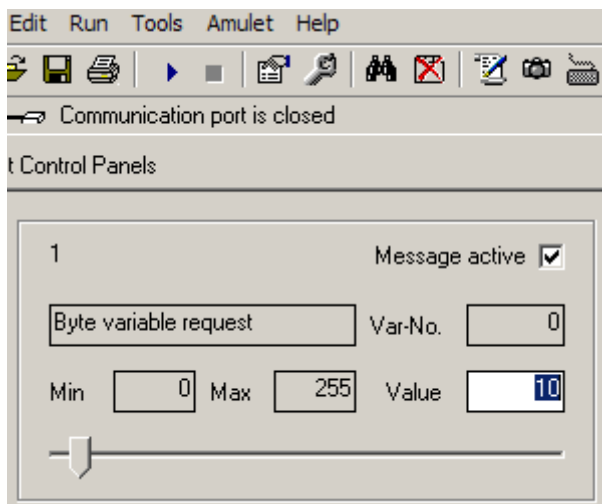 Edit Run Tools Amulet Help
Communication port is closed
t Control Panels
1 Message active
Byte variable request Var-No. 0
Min 0 Max 255 Value 10